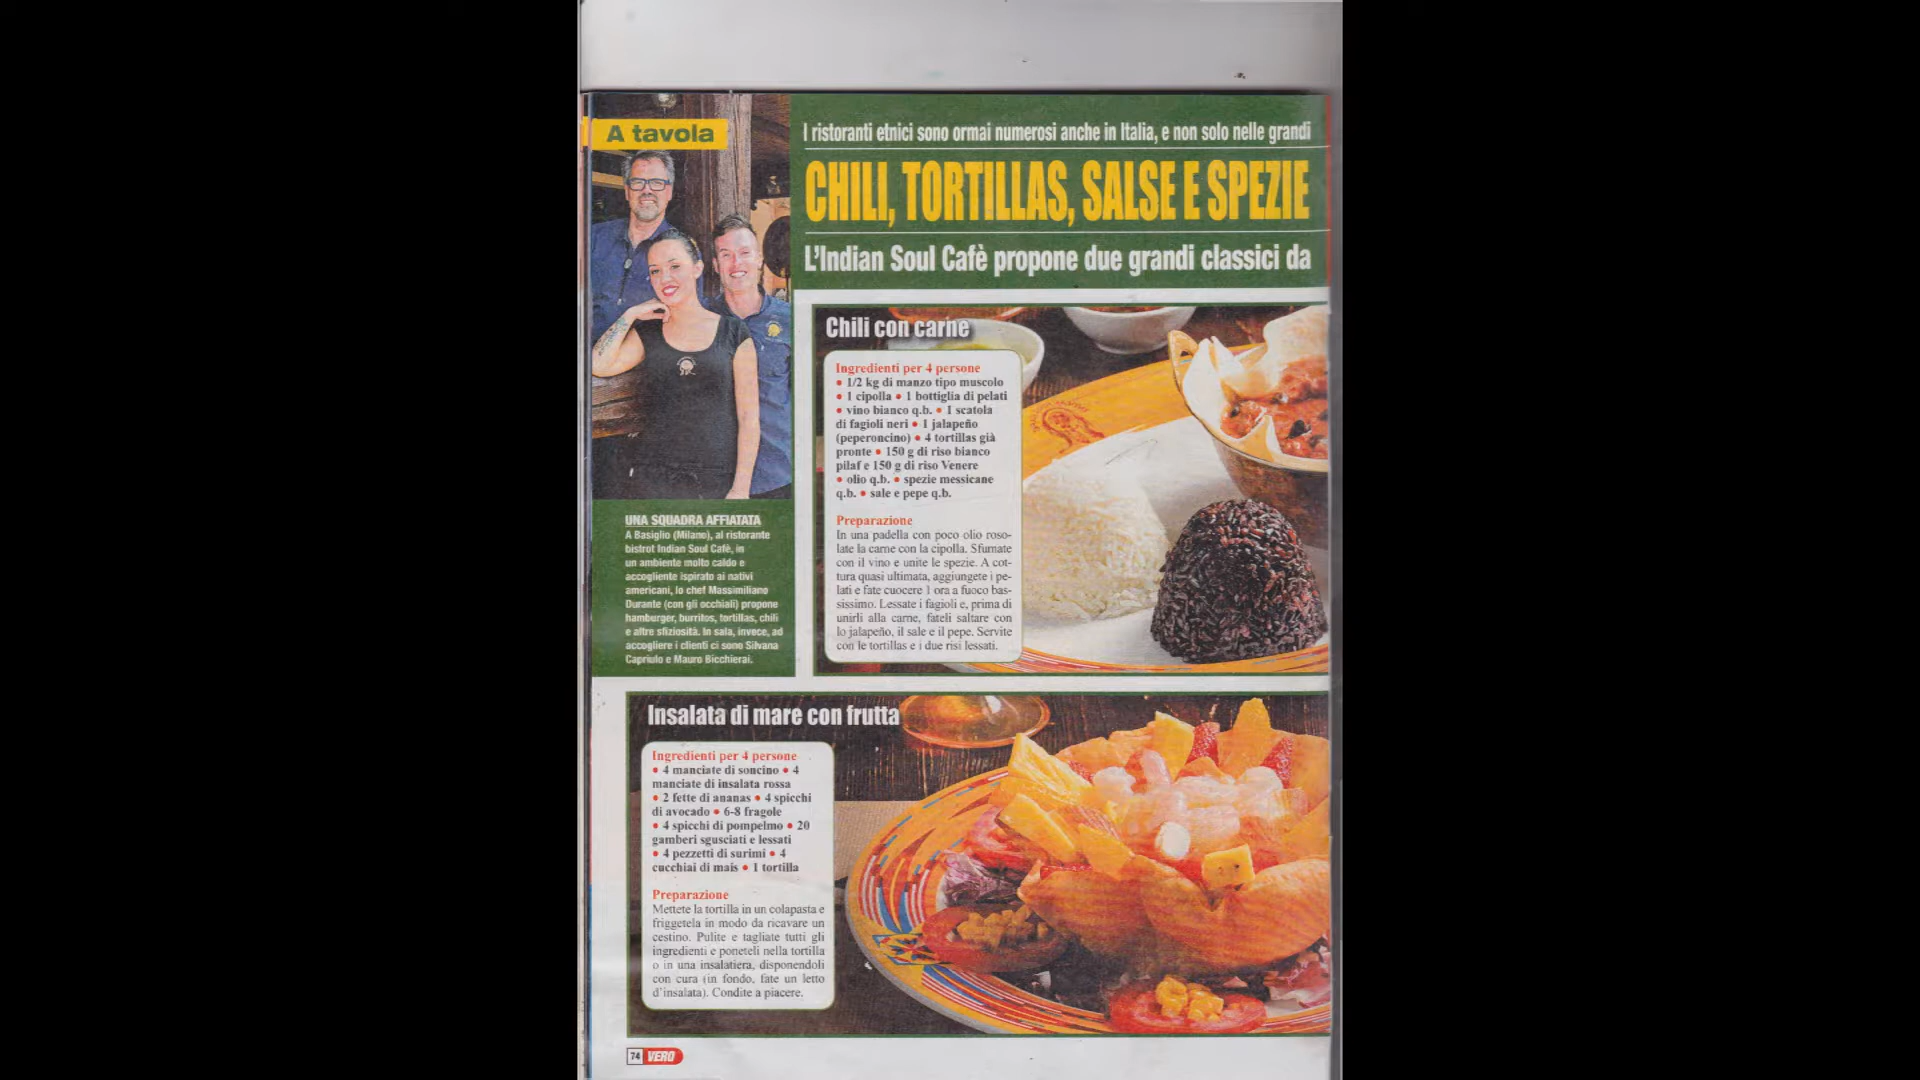 A tavola
I ristoranti etnici sono ormai numerosi anche in Italia, e non solo nelle grandi
CHILI, TORTILLAS, SALSE E SPEZIE
L'Indian Soul Cafè propone due grandi classici da
UNA SQUADRA AFFIATATA
A Basiglio (Milano), al ristorante
bistrot Indian Soul Cafè, in
un ambiente molto caldo e
accogliente ispirato ai nativi
americani, lo chef Massimiliano
Durante (con gli occhiali) propone
hamburger, burritos, tortillas, chili
e altre sfiziosità. In sala, invece, ad
accogliere i clienti ci sono Silvana
Capriulo e Mauro Bicchierai.
Chili con carne
Ingredienti per 4 persone
• 1/2 kg di manzo tipo muscolo
• 1 cipolla • 1 bottiglia di pelati
• vino bianco q.b. • 1 scatola
di fagioli neri • 1 jalapeño
(peperoncino) • 4 tortillas già
pronte • 150 g di riso bianco
pilaf e 150 g di riso Venere
• olio q.b. • spezie messicane
q.b. • sale e pepe q.b.
Preparazione
In una padella con poco olio roso-
late la carne con la cipolla. Sfumate
con il vino e unite le spezie. A cot-
tura quasi ultimata, aggiungete i pe-
lati e fate cuocere 1 ora a fuoco bas-
sissimo. Lessate i fagioli e, prima di
unirli alla carne, fateli saltare con
lo jalapeño, il sale e il pepe. Servite
con le tortillas e i due risi lessati.
Insalata di mare con frutta
Ingredienti per 4 persone
• 4 manciate di soncino • 4
manciate di insalata rossa
• 2 fette di ananas • 4 spicchi
di avocado • 6-8 fragole
• 4 spicchi di pompelmo • 20
gamberi sgusciati e lessati
• 4 pezzetti di surimi • 4
cucchiai di mais • 1 tortilla
Preparazione
Mettete la tortilla in un colapasta e
friggetela in modo da ricavare un
cestino. Pulite e tagliate tutti gli
ingredienti e poneteli nella tortilla
o in una insalatiera, disponendoli
con cura (in fondo, fate un letto
d'insalata). Condite a piacere.
74 VERO